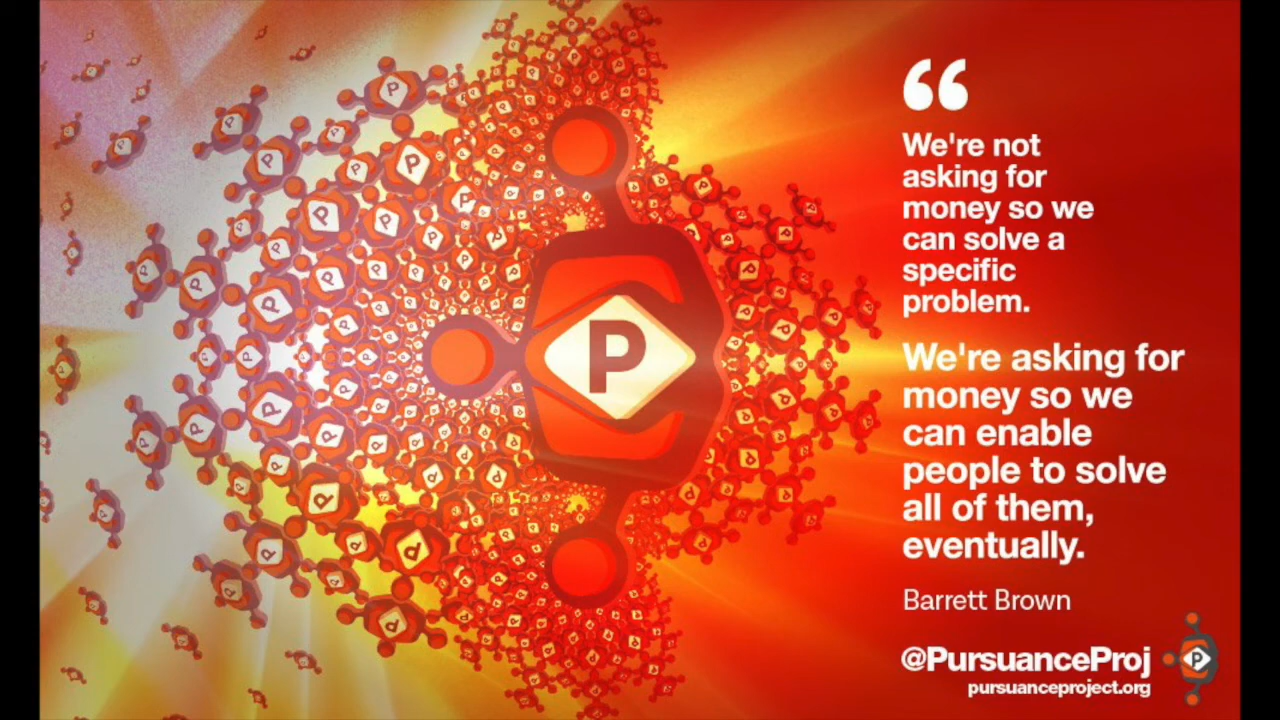 “
We're not
asking for
money so we
can solve a
specific
problem.
We're asking for
money so we
can enable
people to solve
all of them,
eventually.
Barrett Brown
@PursuanceProj
pursuanceproject.org
P
P